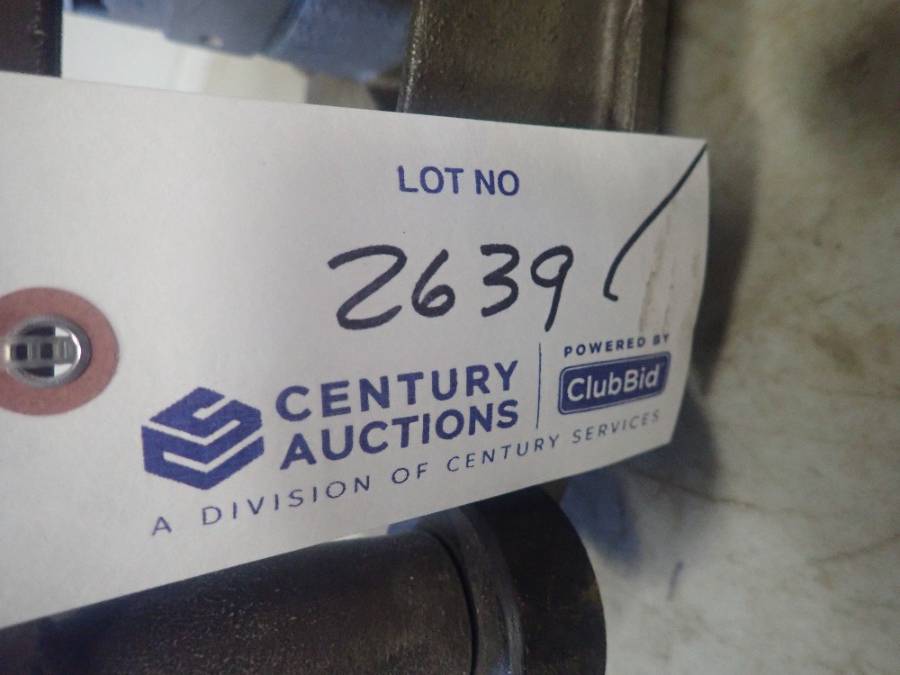 LOT NO
2639
CENTURY
AUCTIONS
POWERED BY
ClubBid
A DIVISION OF CENTURY SERVICES